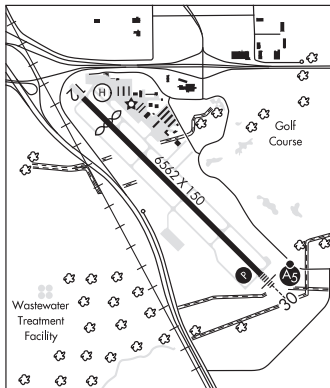 12
H
6562 X 150
Golf
Course
P
A5
30
Wastewater
Treatment
Facility